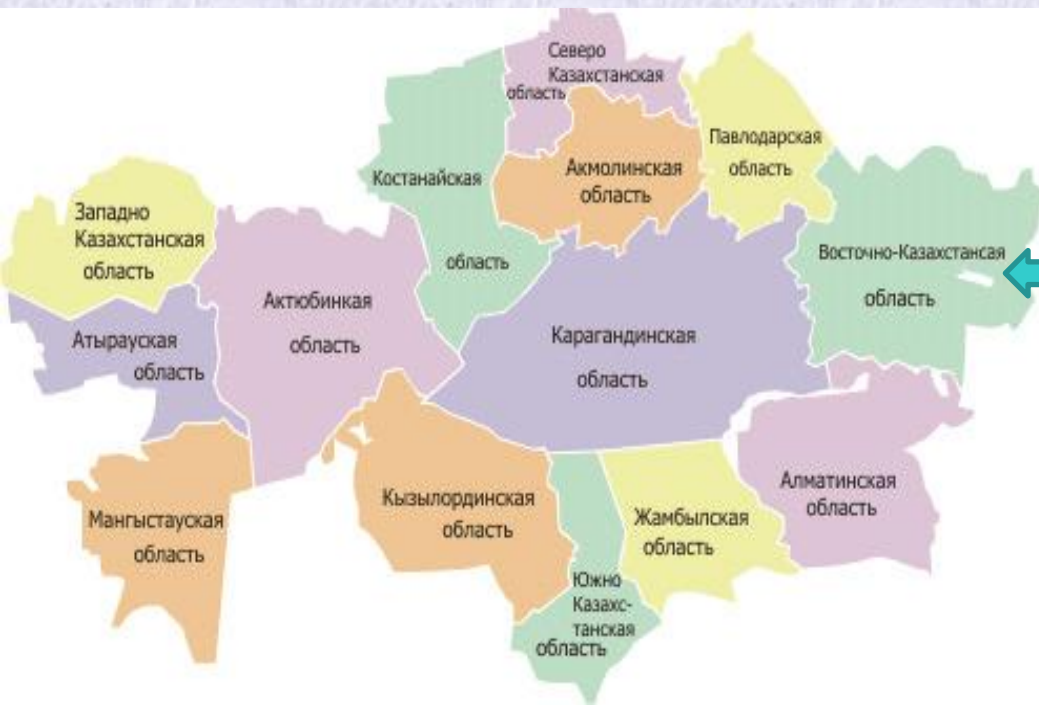 Северо
Казахстанская
область
Павлодарская
область
Акмолинская
область
Костанайская
область
Западно
Казахстанская
область
Восточно-Казахстансая
область
Актюбинкая
область
Атырауская
область
Карагандинская
область
Алматинская
область
Кызылординская
область
Мангыстауская
область
Жамбылская
область
Южно
Казахс-
танская
область